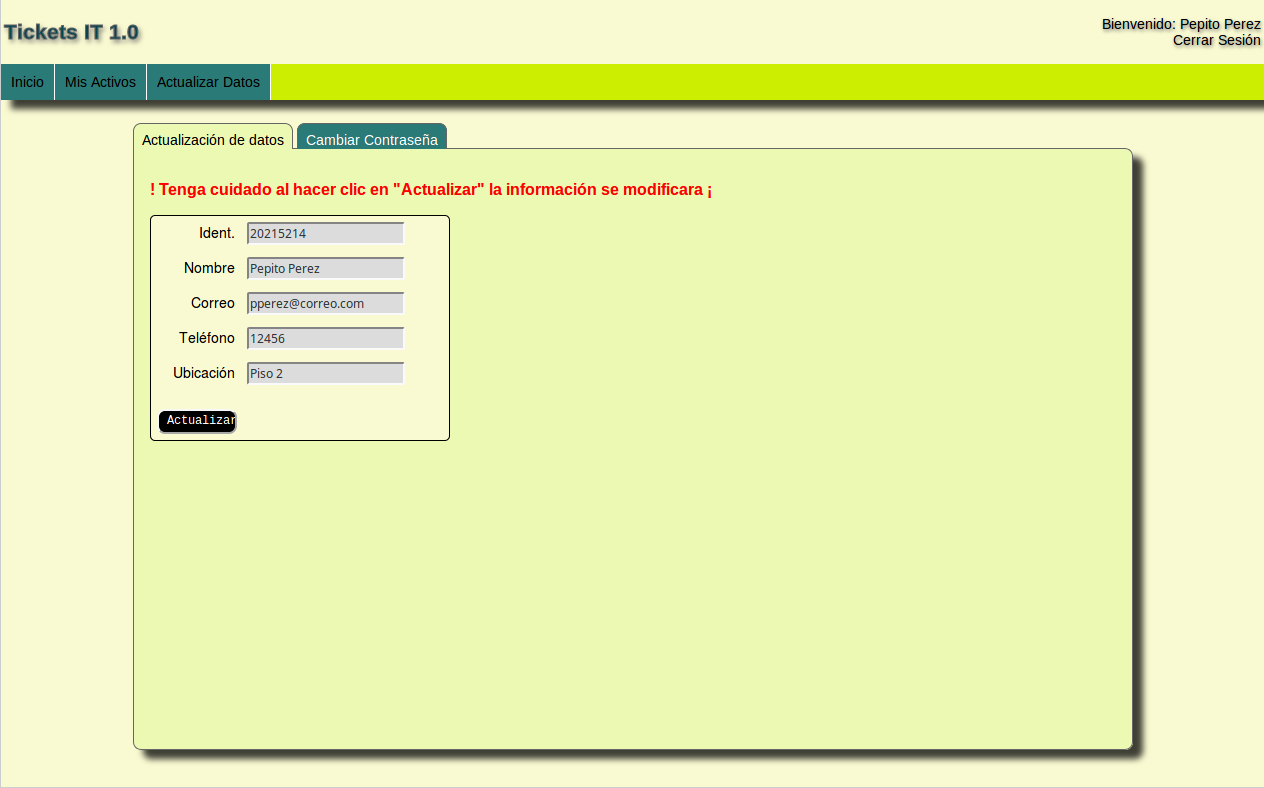 Tickets IT 1.0
Bienvenido: Pepito Perez
Cerrar Sesión
Inicio Mis Activos Actualizar Datos
Actualización de datos Cambiar Contraseña
! Tenga cuidado al hacer clic en "Actualizar" la información se modificara ¡
Ident. 20215214
Nombre Pepito Perez
Correo pperez@correo.com
Teléfono 12456
Ubicación Piso 2
Actualizar